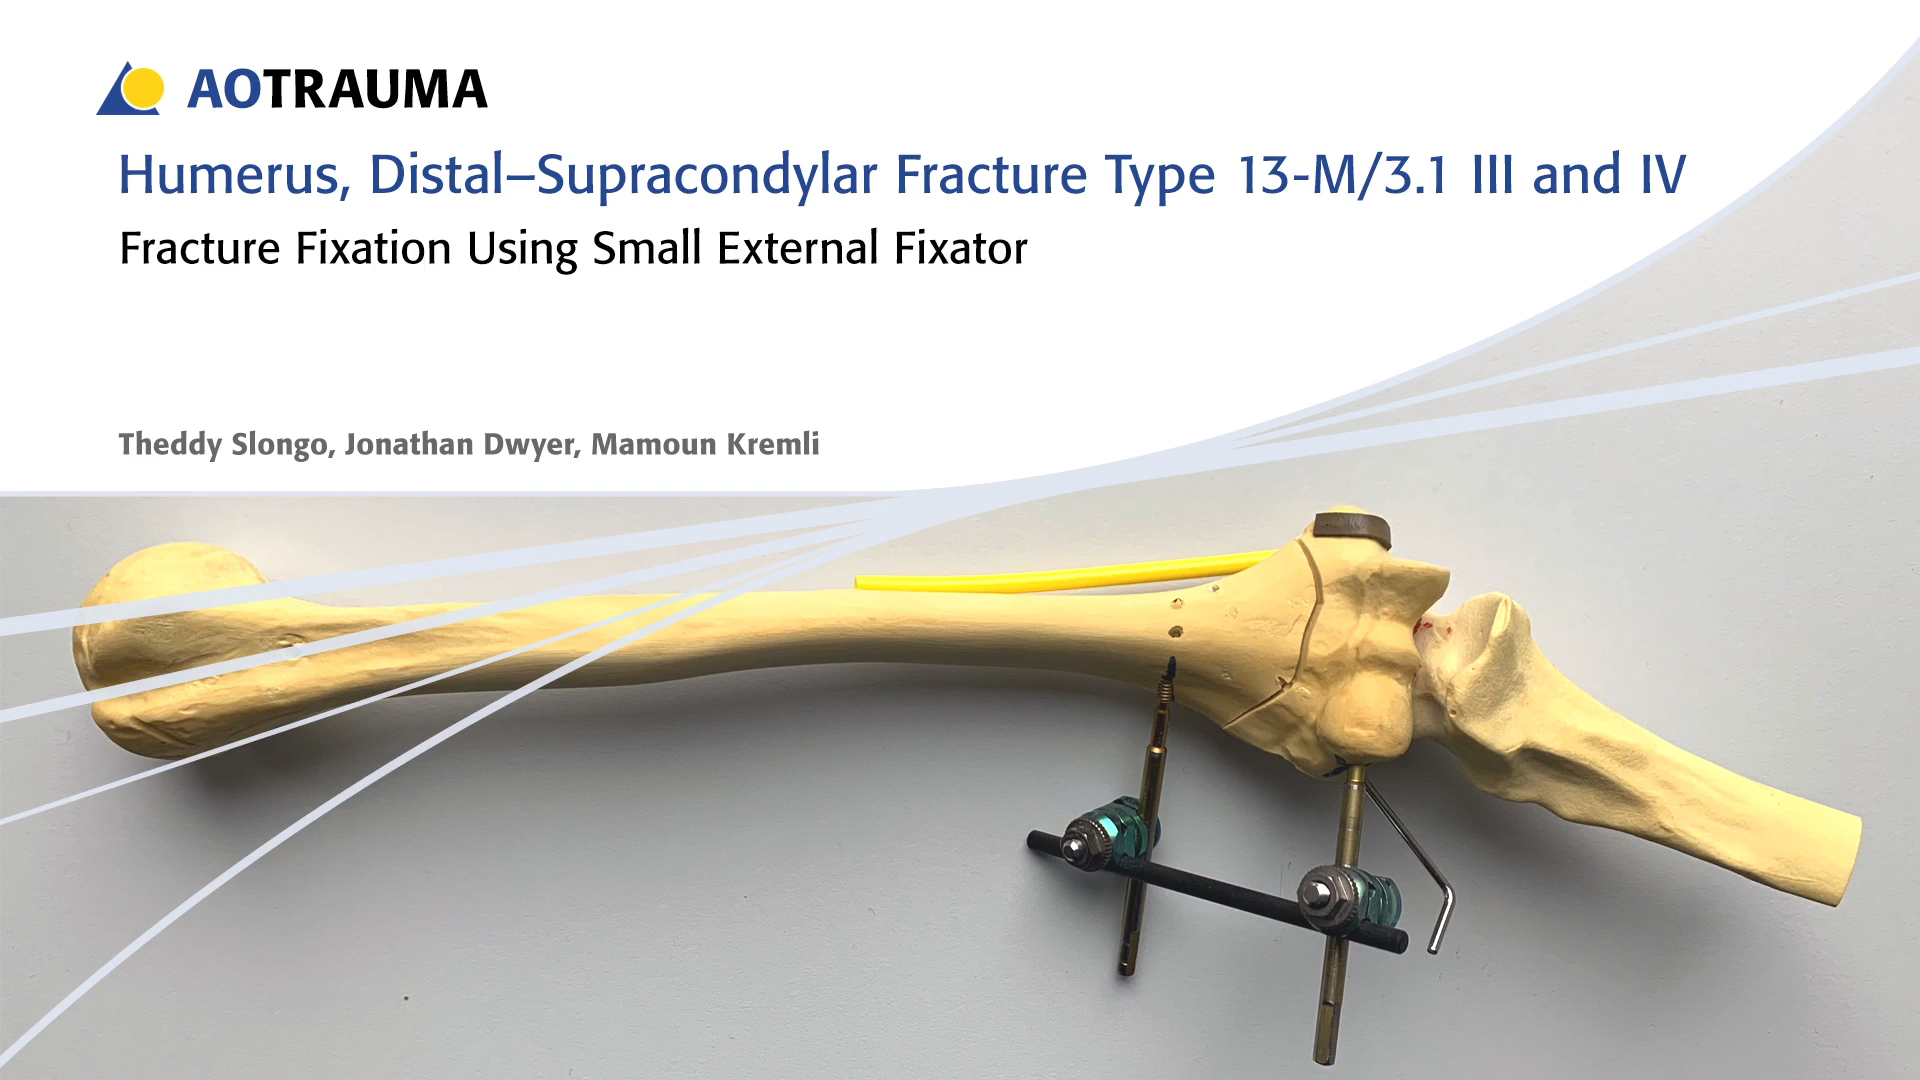 AOTRAUMA
Humerus, Distal–Supracondylar Fracture Type 13-M/3.1 III and IV
Fracture Fixation Using Small External Fixator
Theddy Slongo, Jonathan Dwyer, Mamoun Kremli